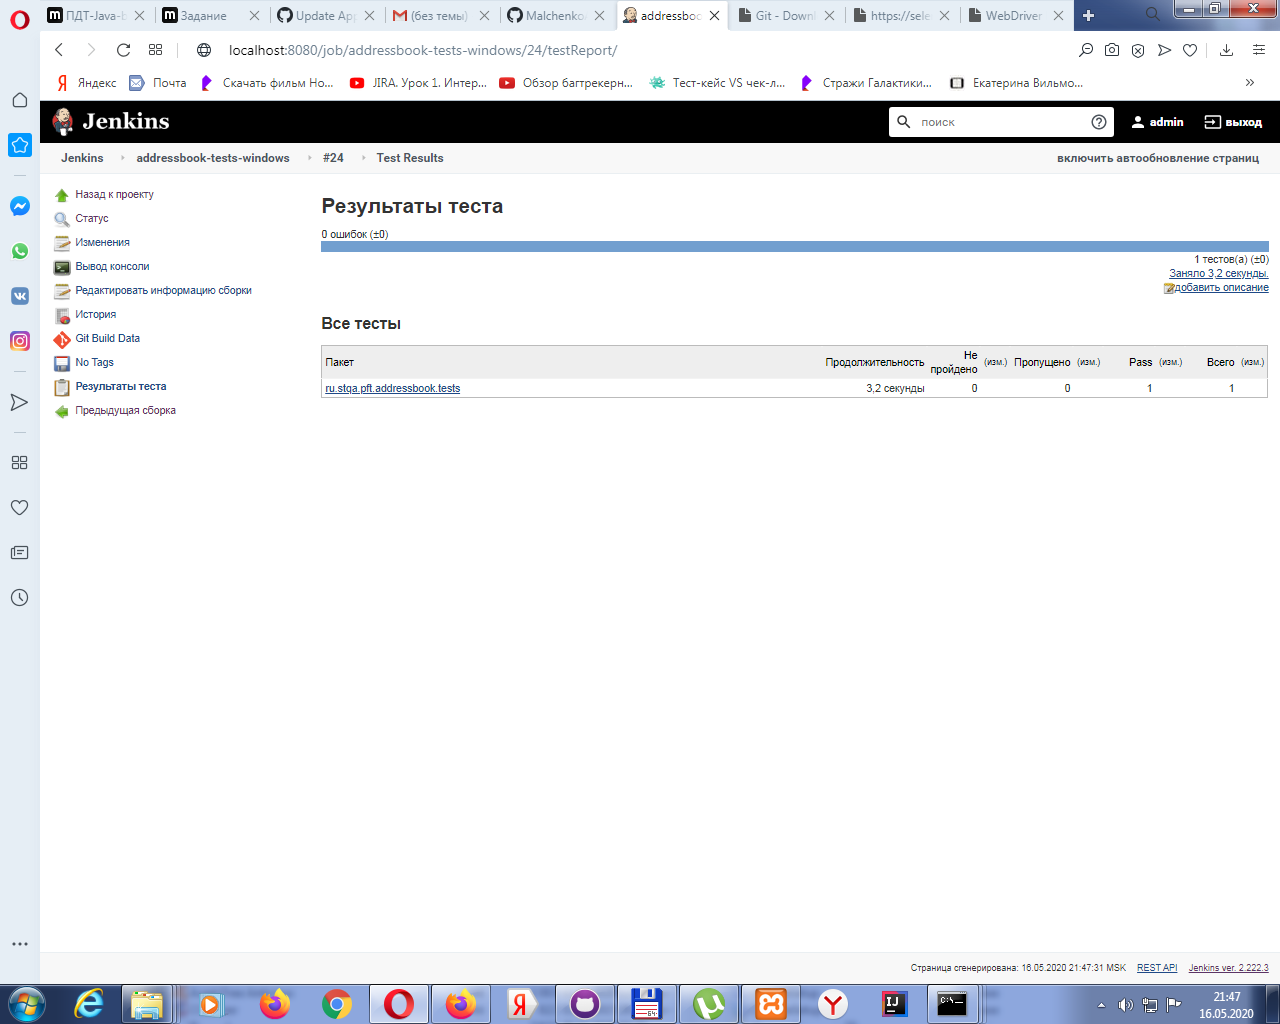 ПДТ-Java-b
Задание
Update Ap
(без темы)
Malchenko
addressboo
Git - Down
https://sele
WebDriver
localhost:8080/job/addressbook-tests-windows/24/testReport/
Яндекс
Почта
Скачать фильм Но...
JIRA. Урок 1. Интер...
Обзор багтрекерн...
Тест-кейс VS чек-л...
Стражи Галактики...
Екатерина Вильмо...
»
Jenkins
поиск
admin
выход
Jenkins
addressbook-tests-windows
#24
Test Results
включить автообновление страниц
Назад к проекту
Статус
Изменения
Вывод консоли
Редактировать информацию сборки
История
Git Build Data
No Tags
Результаты теста
Предыдущая сборка
Результаты теста
0 ошибок (±0)
1 тестов(а) (±0)
Заняло 3,2 секунды.
добавить описание
Все тесты
Пакет Продолжительность Не пройдено (изм.) Пропущено (изм.) Pass (изм.) Всего (изм.)
ru.stqa.pft.addressbook.tests 3,2 секунды 0 0 1 1
Страница сгенерирована: 16.05.2020 21:47:31 MSK REST API Jenkins ver. 2.222.3
21:47
16.05.2020